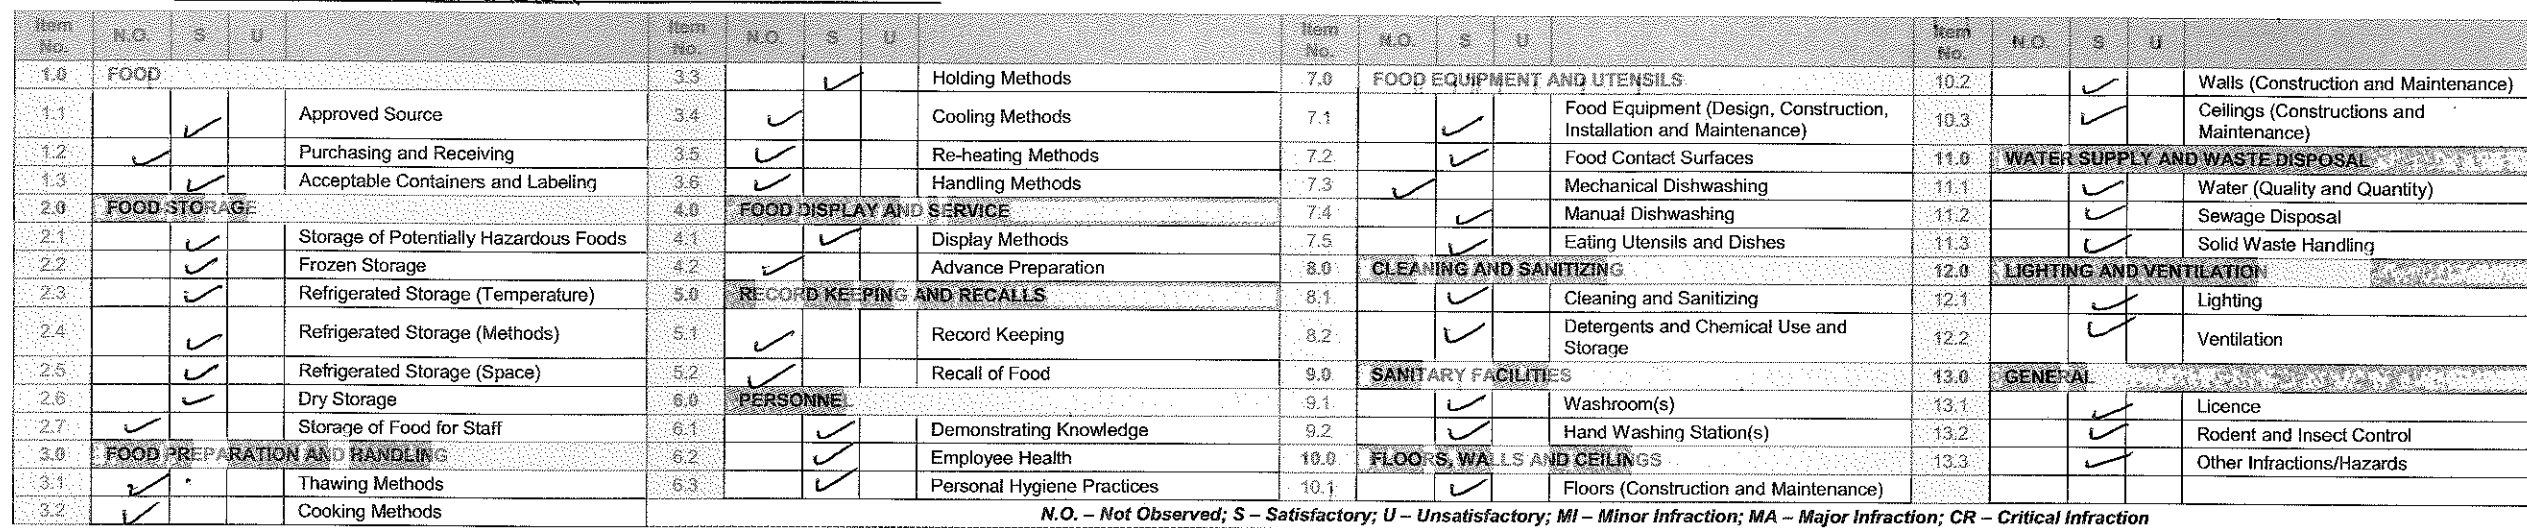 Item No. N.O. S U
1.0 FOOD
1.1 ✓ Approved Source
1.2 ✓ Purchasing and Receiving
1.3 ✓ Acceptable Containers and Labeling
2.0 FOOD STORAGE
2.1 ✓ Storage of Potentially Hazardous Foods
2.2 ✓ Frozen Storage
2.3 ✓ Refrigerated Storage (Temperature)
2.4 ✓ Refrigerated Storage (Methods)
2.5 ✓ Refrigerated Storage (Space)
2.6 ✓ Dry Storage
2.7 ✓ Storage of Food for Staff
3.0 FOOD PREPARATION AND HANDLING
3.1 ✓ Thawing Methods
3.2 ✓ Cooking Methods
Item No. N.O. S U
3.3 ✓ Holding Methods
3.4 ✓ Cooling Methods
3.5 ✓ Re-heating Methods
3.6 ✓ Handling Methods
4.0 FOOD DISPLAY AND SERVICE
4.1 ✓ Display Methods
4.2 ✓ Advance Preparation
5.0 RECORD KEEPING AND RECALLS
5.1 ✓ Record Keeping
5.2 ✓ Recall of Food
6.0 PERSONNEL
6.1 ✓ Demonstrating Knowledge
6.2 ✓ Employee Health
6.3 ✓ Personal Hygiene Practices
Item No. N.O. S U
7.0 FOOD EQUIPMENT AND UTENSILS
7.1 ✓ Food Equipment (Design, Construction,
Installation and Maintenance)
7.2 ✓ Food Contact Surfaces
7.3 ✓ Mechanical Dishwashing
7.4 ✓ Manual Dishwashing
7.5 ✓ Eating Utensils and Dishes
8.0 CLEANING AND SANITIZING
8.1 ✓ Cleaning and Sanitizing
8.2 ✓ Detergents and Chemical Use and
Storage
9.0 SANITARY FACILITIES
9.1 ✓ Washroom(s)
9.2 ✓ Hand Washing Station(s)
10.0 FLOORS, WALLS AND CEILINGS
10.1 ✓ Floors (Construction and Maintenance)
Item No. N.O. S U
10.2 ✓ Walls (Construction and Maintenance)
10.3 ✓ Ceilings (Constructions and
Maintenance)
11.0 WATER SUPPLY AND WASTE DISPOSAL
11.1 ✓ Water (Quality and Quantity)
11.2 ✓ Sewage Disposal
11.3 ✓ Solid Waste Handling
12.0 LIGHTING AND VENTILATION
12.1 ✓ Lighting
12.2 ✓ Ventilation
13.0 GENERAL
13.1 ✓ Licence
13.2 ✓ Rodent and Insect Control
13.3 ✓ Other Infractions/Hazards
N.O. – Not Observed; S – Satisfactory; U – Unsatisfactory; MI – Minor Infraction; MA – Major Infraction; CR – Critical Infraction